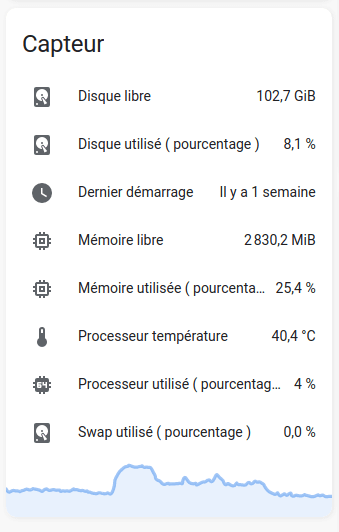 Capteur
Disque libre 102,7 GiB
Disque utilisé ( pourcentage ) 8,1 %
Dernier démarrage Il y a 1 semaine
Mémoire libre 2 830,2 MiB
Mémoire utilisée ( pourcenta... 25,4 %
Processeur température 40,4 °C
64 Processeur utilisé ( pourcentag... 4 %
Swap utilisé ( pourcentage ) 0,0 %